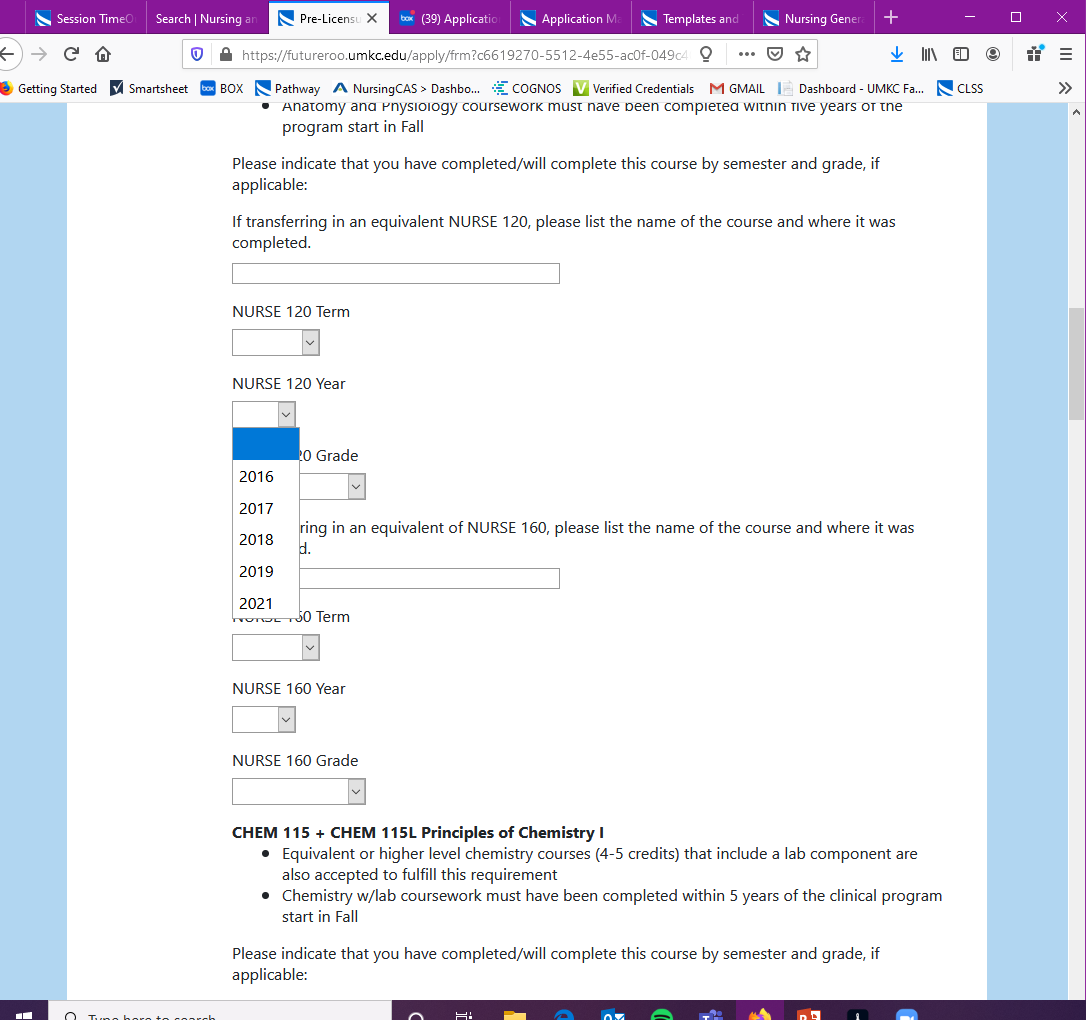 Session TimeO
Search | Nursing an
Pre-Licensu
(39) Applicatio
Application Ma
Templates and
Nursing Genera
https://futureroo.umkc.edu/apply/frm?c6619270-5512-4e55-ac0f-049c4
Getting Started
Smartsheet
box BOX
Pathway
NursingCAS > Dashbo...
COGNOS
Verified Credentials
GMAIL
Dashboard - UMKC Fa...
CLSS
Anatomy and Physiology coursework must have been completed within five years of the
program start in Fall
Please indicate that you have completed/will complete this course by semester and grade, if
applicable:
If transferring in an equivalent NURSE 120, please list the name of the course and where it was
completed.
NURSE 120 Term
NURSE 120 Year
20 Grade
2016
2017
ring in an equivalent of NURSE 160, please list the name of the course and where it was
2018
d.
2019
2021
NURSE 160 Term
NURSE 160 Year
NURSE 160 Grade
CHEM 115 + CHEM 115L Principles of Chemistry I
Equivalent or higher level chemistry courses (4-5 credits) that include a lab component are
also accepted to fulfill this requirement
Chemistry w/lab coursework must have been completed within 5 years of the clinical program
start in Fall
Please indicate that you have completed/will complete this course by semester and grade, if
applicable:
Type here to search